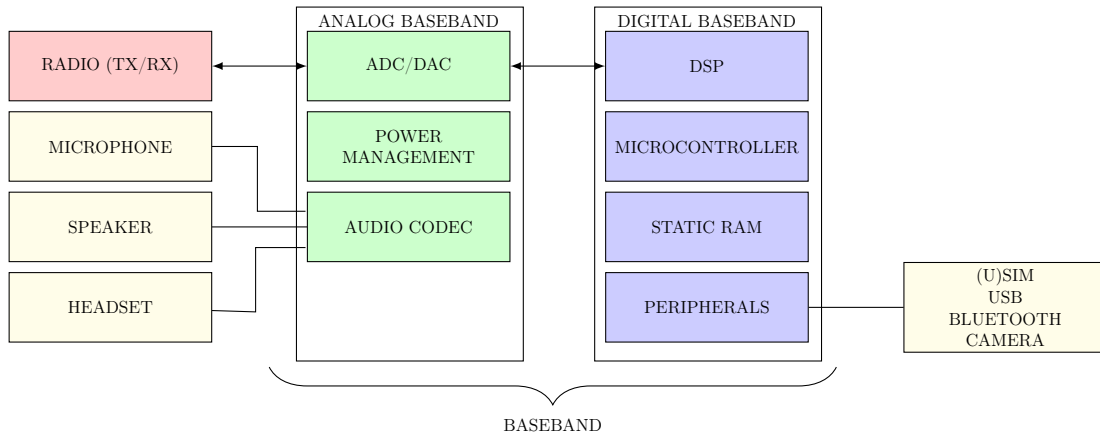 ANALOG BASEBAND
DIGITAL BASEBAND
RADIO (TX/RX)
ADC/DAC
DSP
MICROPHONE
POWER
MANAGEMENT
MICROCONTROLLER
SPEAKER
AUDIO CODEC
STATIC RAM
HEADSET
PERIPHERALS
(U)SIM
USB
BLUETOOTH
CAMERA
BASEBAND